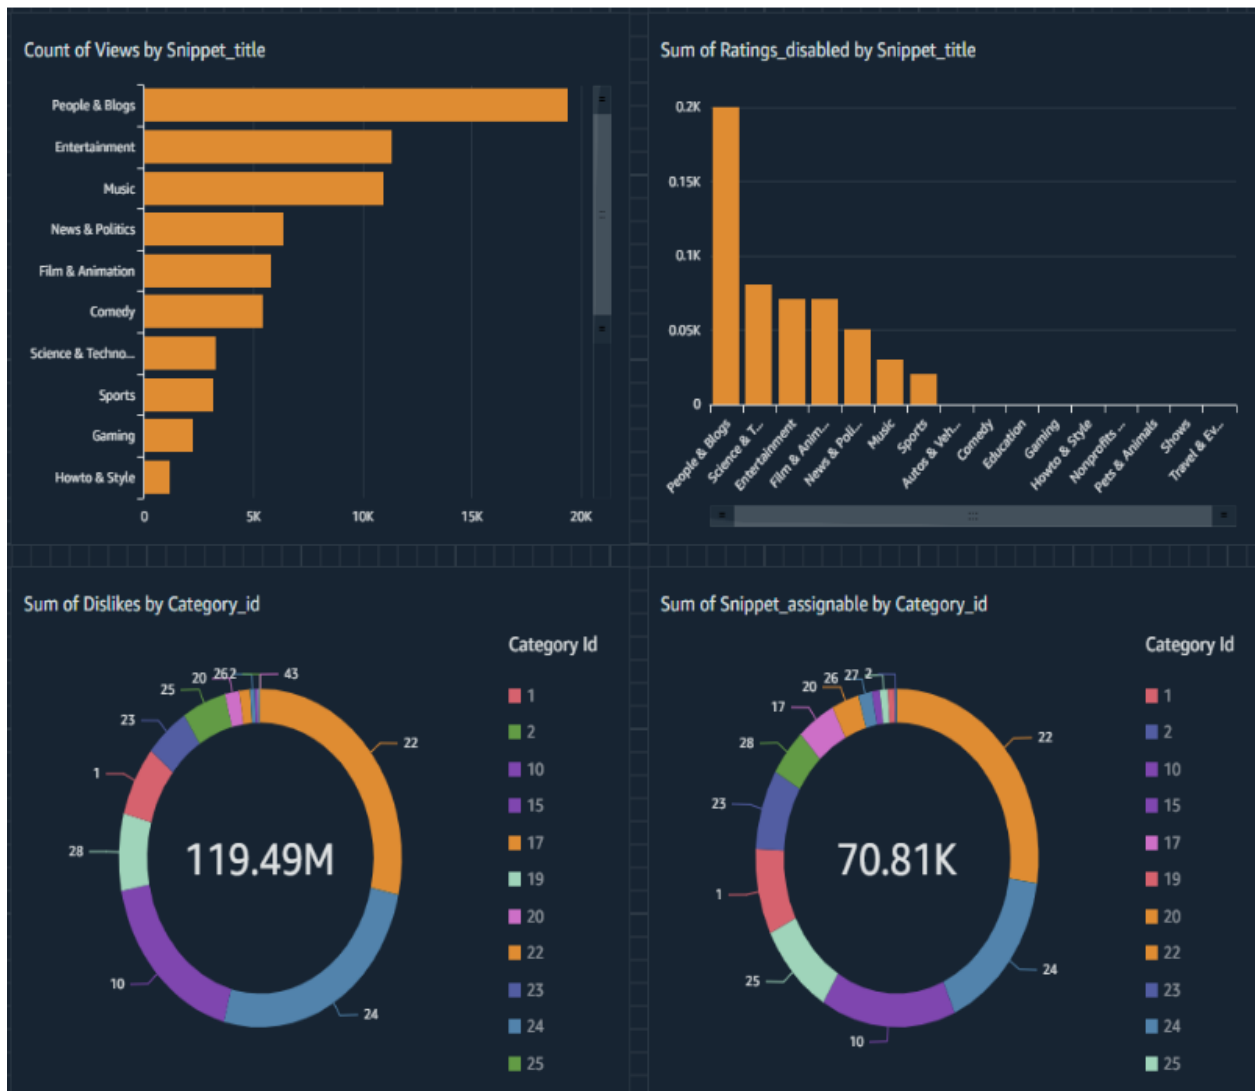 Count of Views by Snippet_title
People & Blogs
Entertainment
Music
News & Politics
Film & Animation
Comedy
Science & Techno...
Sports
Gaming
Howto & Style
0 5K 10K 15K 20K
Sum of Ratings_disabled by Snippet_title
0.2K
0.15K
0.1K
0.05K
0
People & Blogs
Science & T...
Entertainment
Film & Anim...
News & Poli...
Music
Sports
Autos & Veh...
Comedy
Education
Gaming
Howto & Style
Nonprofits ...
Pets & Animals
Shows
Travel & Ev...
Sum of Dislikes by Category_id
43
22
24
10
28
1
23
25
20
26
2
119.49M
Category Id
1
2
10
15
17
19
20
22
23
24
25
Sum of Snippet_assignable by Category_id
22
24
10
25
1
23
28
17
20
26
27
2
70.81K
Category Id
1
2
10
15
17
19
20
22
23
24
25